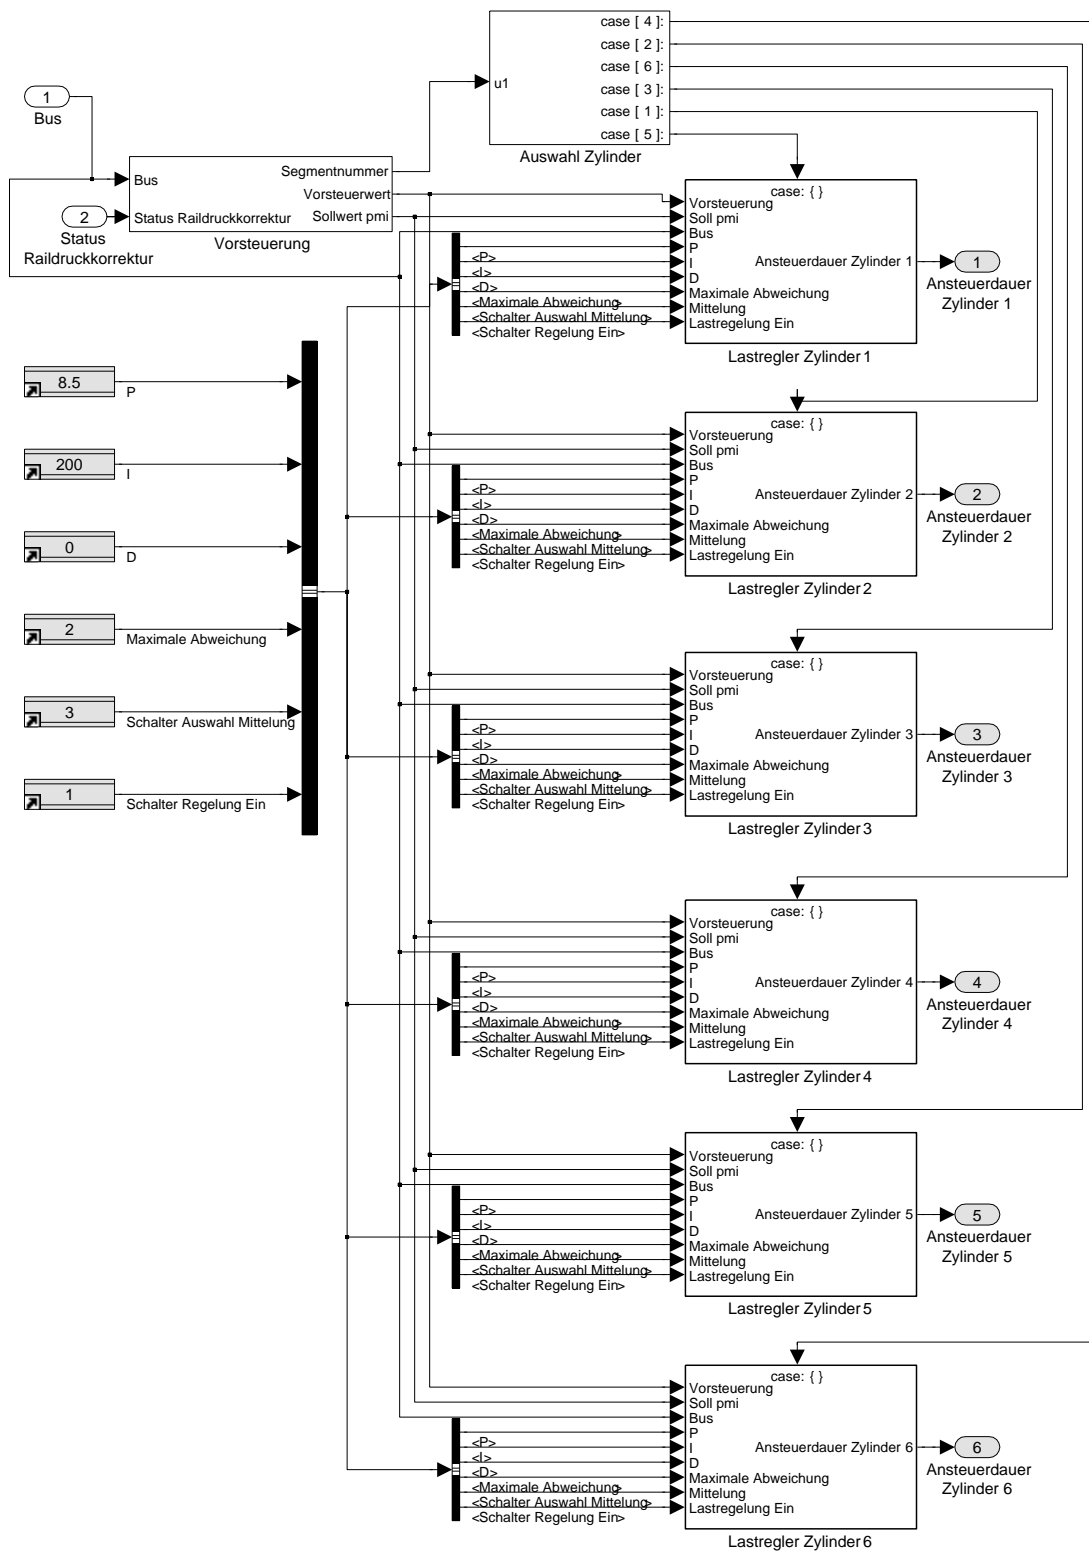 case [ 4 ]:
case [ 2 ]:
case [ 6 ]:
case [ 3 ]:
case [ 1 ]:
case [ 5 ]:
u1
Auswahl Zylinder
1
Bus
2
Status
Raildruckkorrektur
Bus
Status Raildruckkorrektur
Segmentnummer
Vorsteuerwert
Sollwert pmi
Vorsteuerung
8.5
P
200
I
0
D
2
Maximale Abweichung
3
Schalter Auswahl Mittelung
1
Schalter Regelung Ein
<P>
<I>
<D>
<Maximale Abweichung>
<Schalter Auswahl Mittelung>
<Schalter Regelung Ein>
case: { }
Vorsteuerung
Soll pmi
Bus
P
I
D
Maximale Abweichung
Mittelung
Lastregelung Ein
Ansteuerdauer Zylinder 1
Lastregler Zylinder 1
1
Ansteuerdauer
Zylinder 1
<P>
<I>
<D>
<Maximale Abweichung>
<Schalter Auswahl Mittelung>
<Schalter Regelung Ein>
case: { }
Vorsteuerung
Soll pmi
Bus
P
I
D
Maximale Abweichung
Mittelung
Lastregelung Ein
Ansteuerdauer Zylinder 2
Lastregler Zylinder 2
2
Ansteuerdauer
Zylinder 2
<P>
<I>
<D>
<Maximale Abweichung>
<Schalter Auswahl Mittelung>
<Schalter Regelung Ein>
case: { }
Vorsteuerung
Soll pmi
Bus
P
I
D
Maximale Abweichung
Mittelung
Lastregelung Ein
Ansteuerdauer Zylinder 3
Lastregler Zylinder 3
3
Ansteuerdauer
Zylinder 3
<P>
<I>
<D>
<Maximale Abweichung>
<Schalter Auswahl Mittelung>
<Schalter Regelung Ein>
case: { }
Vorsteuerung
Soll pmi
Bus
P
I
D
Maximale Abweichung
Mittelung
Lastregelung Ein
Ansteuerdauer Zylinder 4
Lastregler Zylinder 4
4
Ansteuerdauer
Zylinder 4
<P>
<I>
<D>
<Maximale Abweichung>
<Schalter Auswahl Mittelung>
<Schalter Regelung Ein>
case: { }
Vorsteuerung
Soll pmi
Bus
P
I
D
Maximale Abweichung
Mittelung
Lastregelung Ein
Ansteuerdauer Zylinder 5
Lastregler Zylinder 5
5
Ansteuerdauer
Zylinder 5
<P>
<I>
<D>
<Maximale Abweichung>
<Schalter Auswahl Mittelung>
<Schalter Regelung Ein>
case: { }
Vorsteuerung
Soll pmi
Bus
P
I
D
Maximale Abweichung
Mittelung
Lastregelung Ein
Ansteuerdauer Zylinder 6
Lastregler Zylinder 6
6
Ansteuerdauer
Zylinder 6